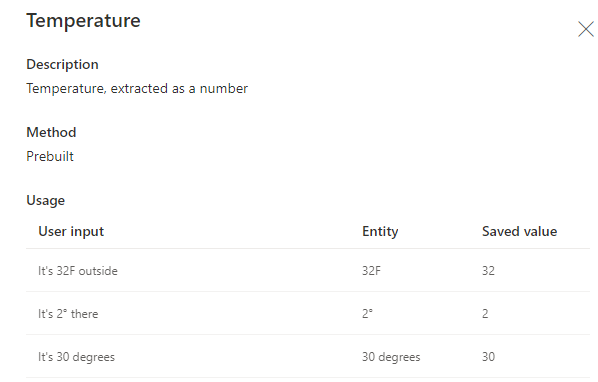 Temperature
Description
Temperature, extracted as a number
Method
Prebuilt
Usage
User input Entity Saved value
It's 32F outside 32F 32
It's 2° there 2° 2
It's 30 degrees 30 degrees 30